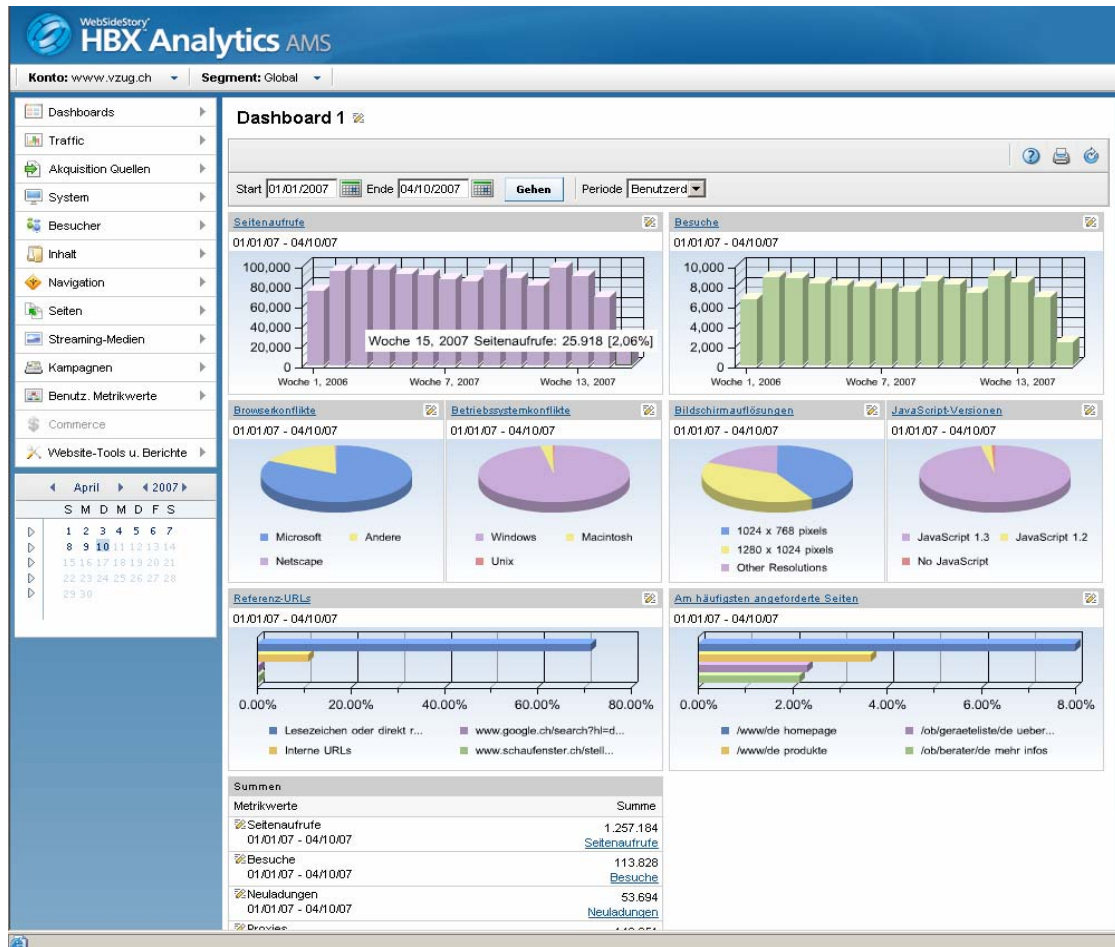 WebSideStory
HBX Analytics AMS
Konto: www.vzug.ch Segment: Global
Dashboards
Traffic
Akquisition Quellen
System
Besucher
Inhalt
Navigation
Seiten
Streaming-Medien
Kampagnen
Benutz. Metrikwerte
Commerce
Website-Tools u. Berichte
April 2007
S M D M D F S
1 2 3 4 5 6 7
8 9 10 11 12 13 14
15 16 17 18 19 20 21
22 23 24 25 26 27 28
29 30
Dashboard 1
Start 01/01/2007 Ende 04/10/2007 Gehen Periode Benutzerd
Seitenaufrufe
01/01/07 - 04/10/07
100,000
80,000
60,000
40,000
20,000
0
Woche 15, 2007 Seitenaufrufe: 25.918 [2,06%]
Woche 1, 2006 Woche 7, 2007 Woche 13, 2007
Besuche
01/01/07 - 04/10/07
10,000
8,000
6,000
4,000
2,000
0
Woche 1, 2006 Woche 7, 2007 Woche 13, 2007
Browserkonflikte
01/01/07 - 04/10/07
Microsoft Andere
Netscape
Betriebssystemkonflikte
01/01/07 - 04/10/07
Windows Macintosh
Unix
Bildschirmauflösungen
01/01/07 - 04/10/07
1024 x 768 pixels
1280 x 1024 pixels
Other Resolutions
JavaScript-Versionen
01/01/07 - 04/10/07
JavaScript 1.3 JavaScript 1.2
No JavaScript
Referenz-URLs
01/01/07 - 04/10/07
0.00% 20.00% 40.00% 60.00% 80.00%
Lesezeichen oder direkt r... www.google.ch/search?hl=d...
Interne URLs www.schaufenster.ch/stell...
Am häufigsten angeforderte Seiten
01/01/07 - 04/10/07
0.00% 2.00% 4.00% 6.00% 8.00%
/www/de homepage /ob/geraeteliste/de ueber...
/www/de produkte /ob/berater/de mehr infos
Summen
Metrikwerte Summe
Seitenaufrufe 1.257.184
01/01/07 - 04/10/07 Seitenaufrufe
Besuche 113.828
01/01/07 - 04/10/07 Besuche
Neuladungen 53.694
01/01/07 - 04/10/07 Neuladungen
Proxies